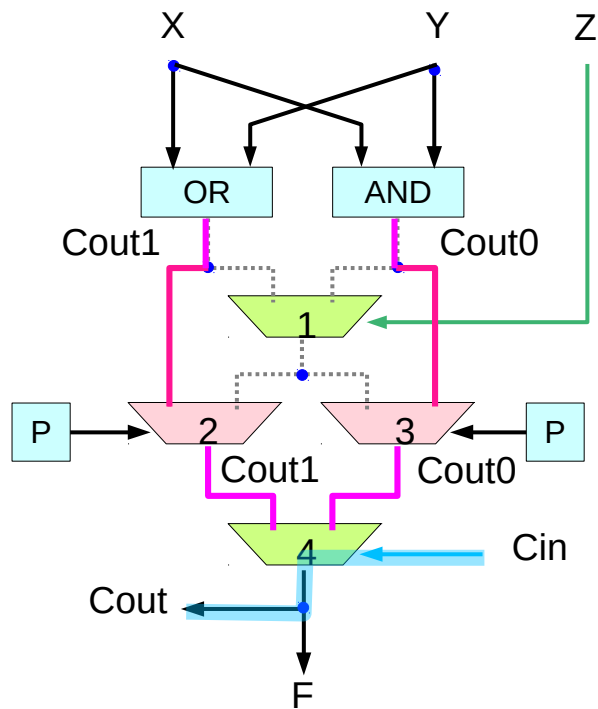 X Y Z
OR AND
Cout1 Cout0
1
P 2 3 P
Cout1 Cout0
4 Cin
Cout
F